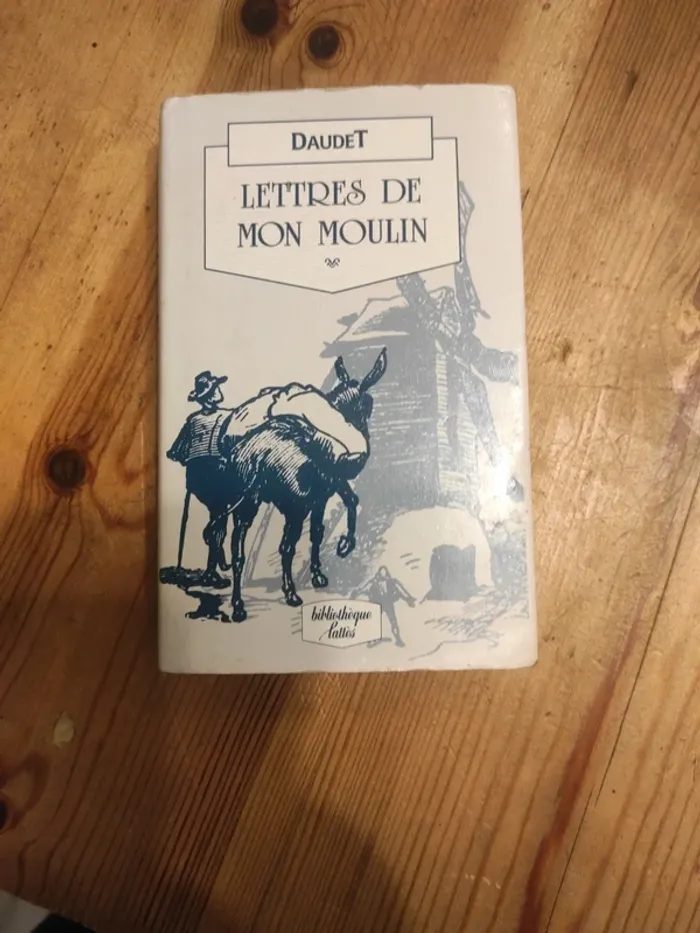 DAUDET
LETTRES DE
MON MOULIN
bibliothèque
Lattès